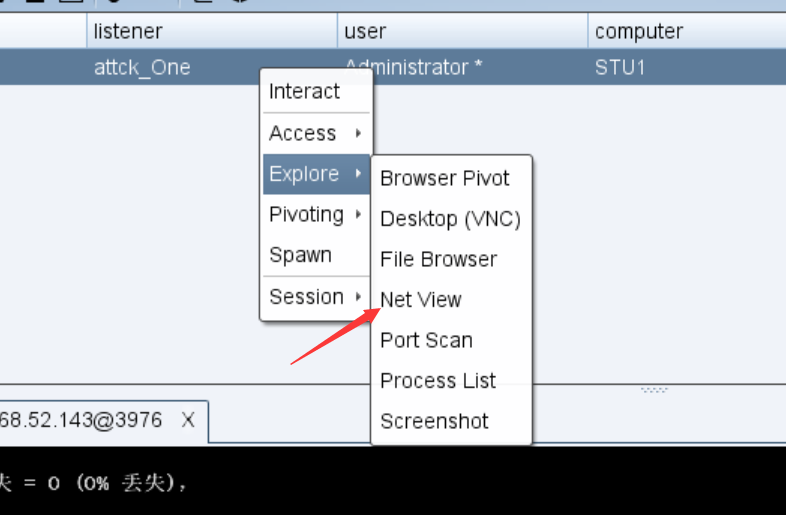 listener user computer
attck_One Administrator * STU1
Interact
Access
Explore
Pivoting
Spawn
Session
Browser Pivot
Desktop (VNC)
File Browser
Net View
Port Scan
Process List
Screenshot
68.52.143@3976 X
失 = 0 (0% 丢失),